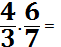 4/3 . 6/7 =